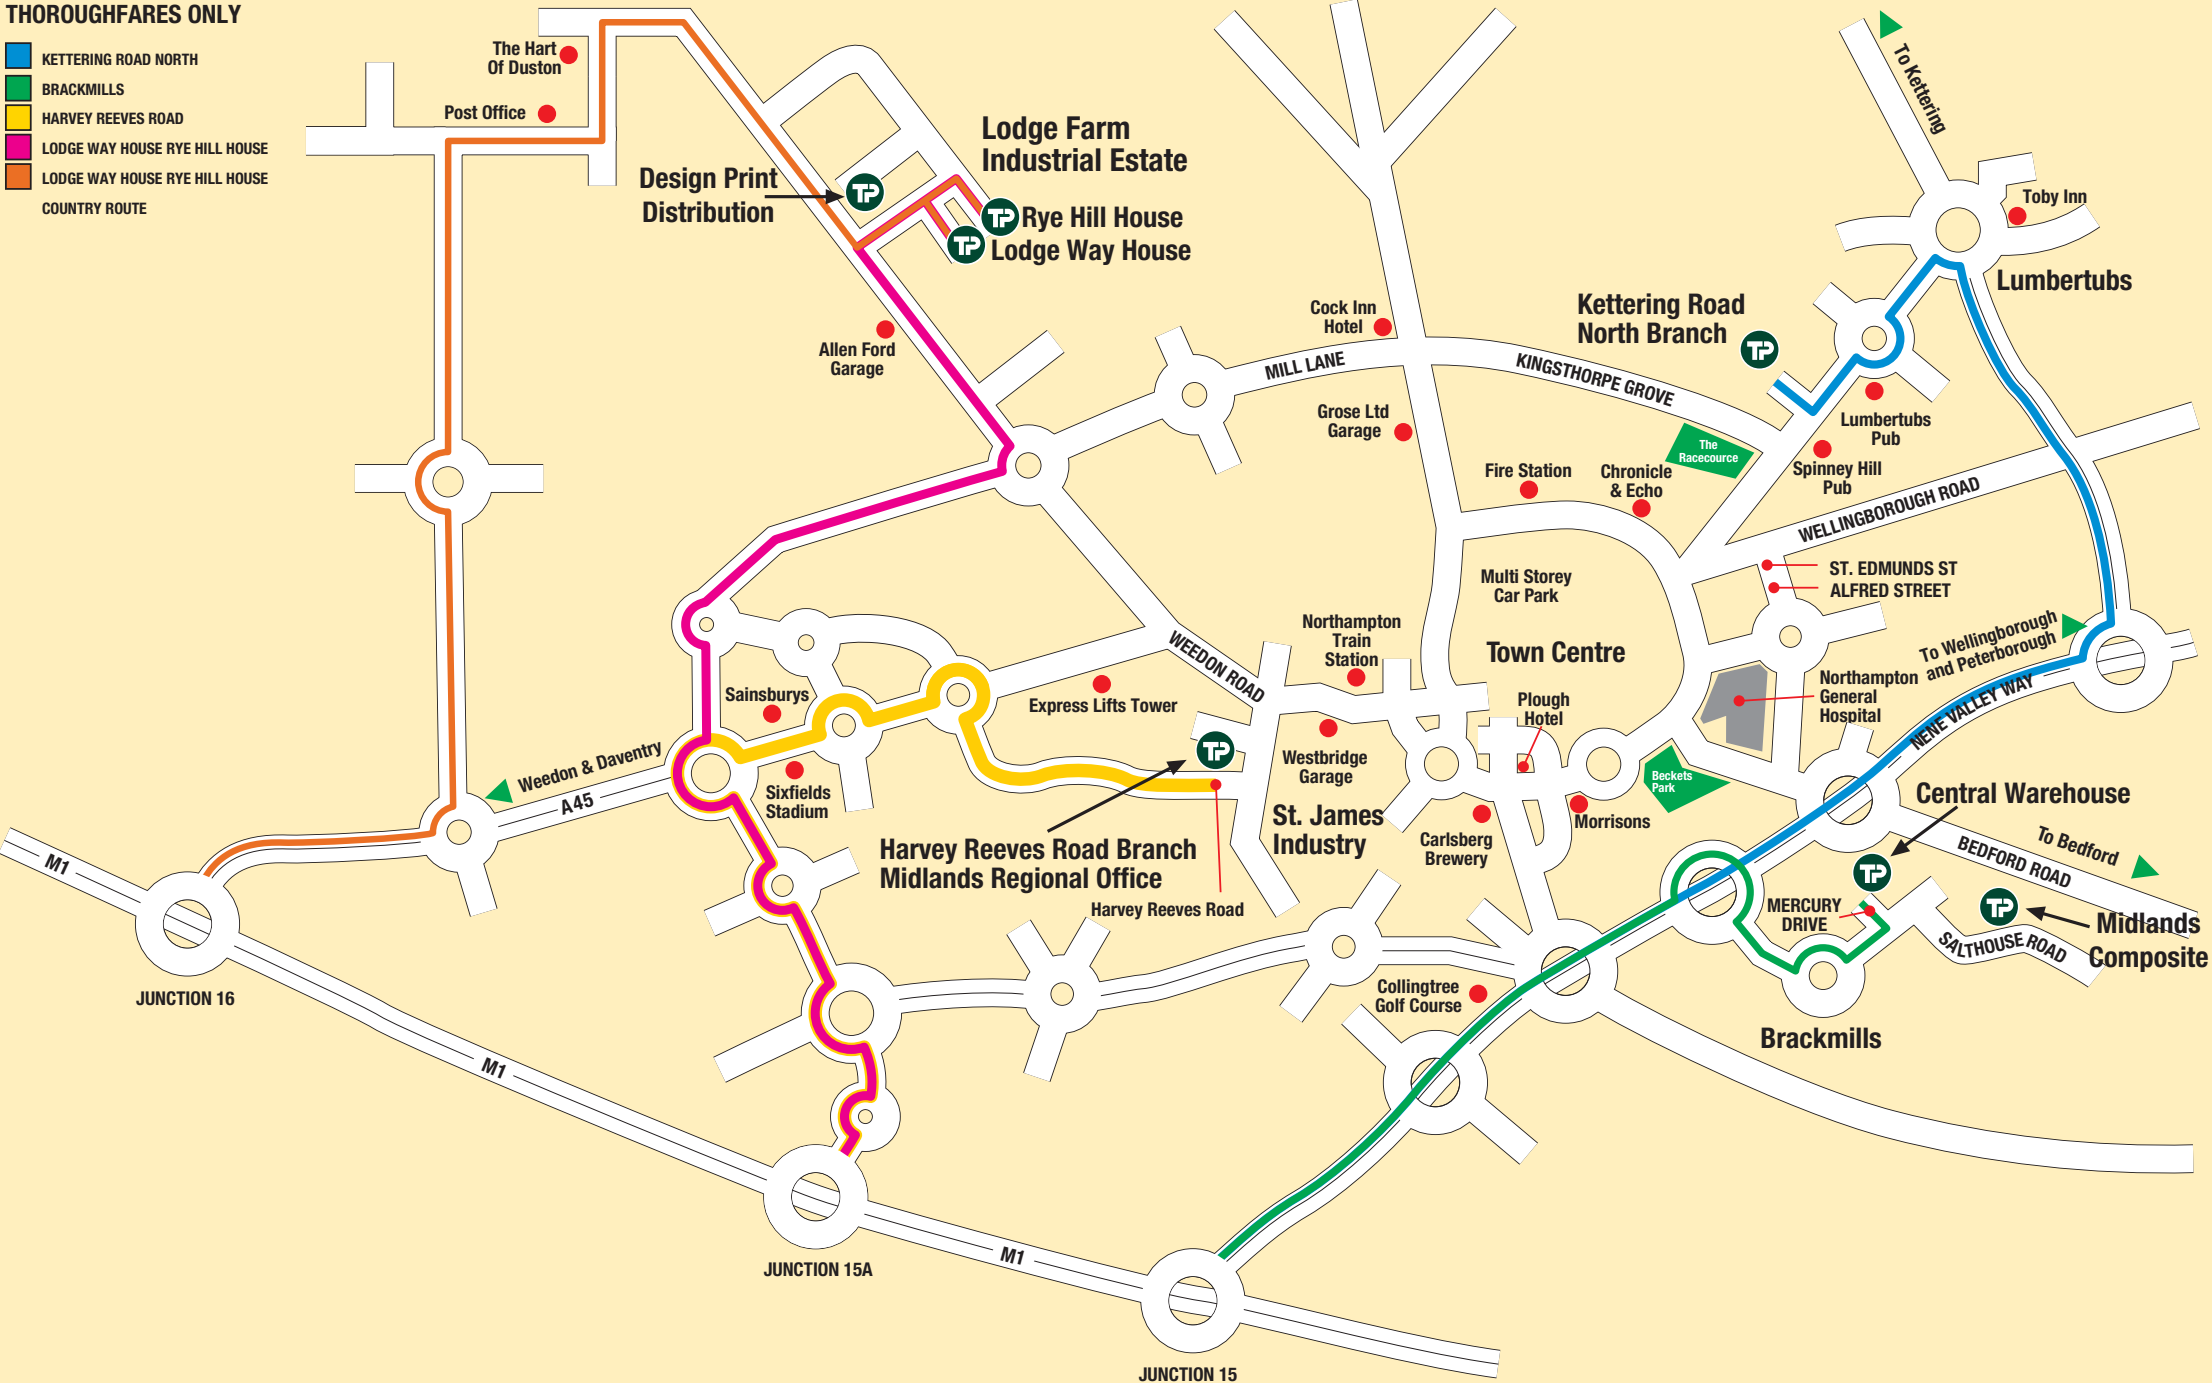 THOROUGHFARES ONLY
KETTERING ROAD NORTH
BRACKMILLS
HARVEY REEVES ROAD
LODGE WAY HOUSE RYE HILL HOUSE
LODGE WAY HOUSE RYE HILL HOUSE
COUNTRY ROUTE
The Hart
Of Duston
Post Office
Design Print
Distribution
TP
Lodge Farm
Industrial Estate
TP
Rye Hill House
TP
Lodge Way House
Allen Ford
Garage
To Kettering
Toby Inn
Lumbertubs
Kettering Road
North Branch
TP
Cock Inn
Hotel
MILL LANE
KINGSTHORPE GROVE
Grose Ltd
Garage
Lumbertubs
Pub
The
Racecource
Spinney Hill
Pub
Fire Station
Chronicle
& Echo
WELLINGBOROUGH ROAD
ST. EDMUNDS ST
ALFRED STREET
Multi Storey
Car Park
Northampton
Train
Station
Town Centre
WEEDON ROAD
To Wellingborough
and Peterborough
Northampton
General
Hospital
NENE VALLEY WAY
Sainsburys
Express Lifts Tower
Plough
Hotel
Weedon & Daventry
A45
Sixfields
Stadium
TP
Westbridge
Garage
Beckets
Park
St. James
Industry
Carlsberg
Brewery
Morrisons
Central Warehouse
TP
To Bedford
BEDFORD ROAD
M1
Harvey Reeves Road Branch
Midlands Regional Office
Harvey Reeves Road
MERCURY
DRIVE
TP
Midlands
Composite
SALTHOUSE ROAD
JUNCTION 16
Collingtree
Golf Course
Brackmills
M1
JUNCTION 15A
M1
JUNCTION 15